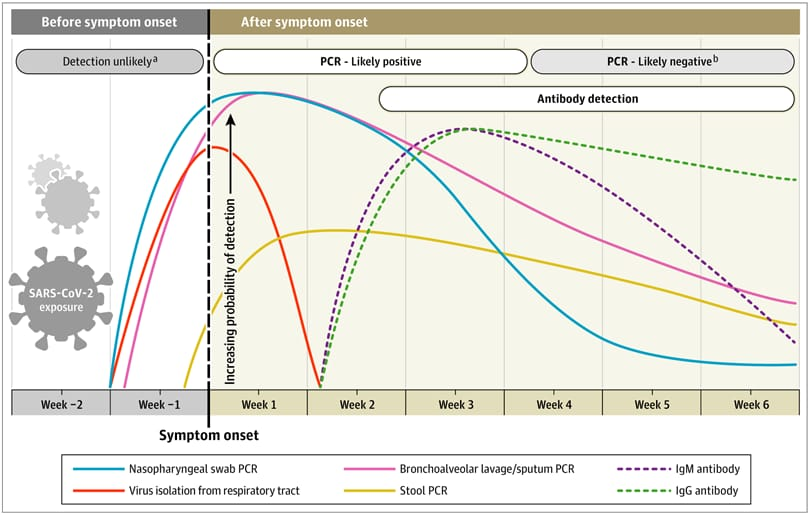 Before symptom onset
After symptom onset
Detection unlikelyᵃ
PCR - Likely positive
PCR - Likely negativeᵇ
Antibody detection
Increasing probability of detection
SARS-CoV-2
exposure
Week −2
Week −1
Week 1
Week 2
Week 3
Week 4
Week 5
Week 6
Symptom onset
Nasopharyngeal swab PCR
Bronchoalveolar lavage/sputum PCR
IgM antibody
Virus isolation from respiratory tract
Stool PCR
IgG antibody